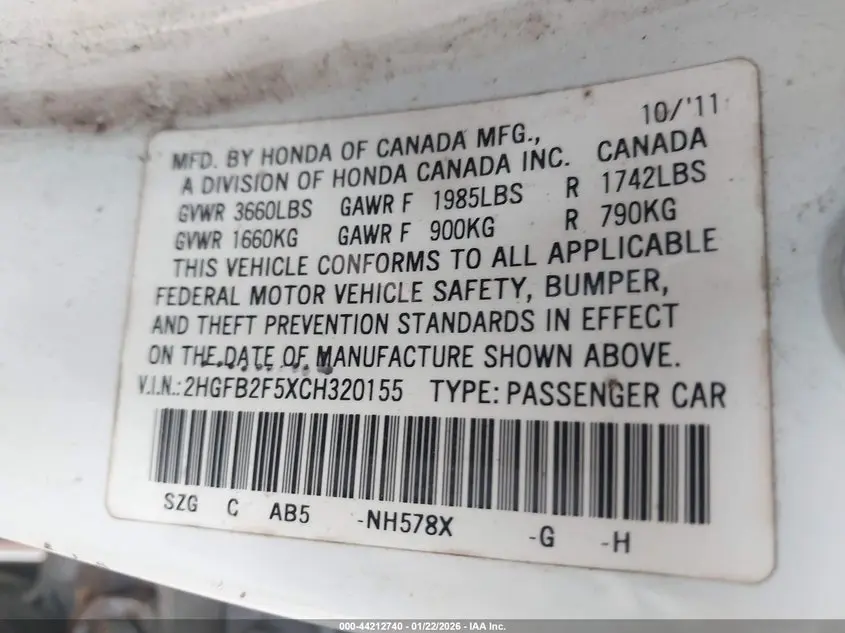 10/'11
MFD. BY HONDA OF CANADA MFG., CANADA
A DIVISION OF HONDA CANADA INC.
GVWR 3660LBS GAWR F 1985LBS R 1742LBS
GVWR 1660KG GAWR F 900KG R 790KG
THIS VEHICLE CONFORMS TO ALL APPLICABLE
FEDERAL MOTOR VEHICLE SAFETY, BUMPER,
AND THEFT PREVENTION STANDARDS IN EFFECT
ON THE DATE OF MANUFACTURE SHOWN ABOVE.
V.I.N.: 2HGFB2F5XCH320155 TYPE: PASSENGER CAR
SZG C AB5 -NH578X -G -H
000-44212740 - 01/22/2026 - IAA Inc.